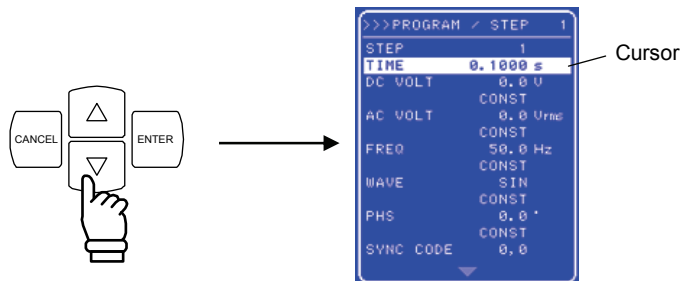 CANCEL
ENTER
>>>PROGRAM / STEP 1
STEP 1
TIME 0.1000 s
DC VOLT 0.0 V
CONST
AC VOLT 0.0 Vrms
CONST
FREQ 50.0 Hz
CONST
WAVE SIN
CONST
PHS 0.0 °
CONST
SYNC CODE 0,0
Cursor